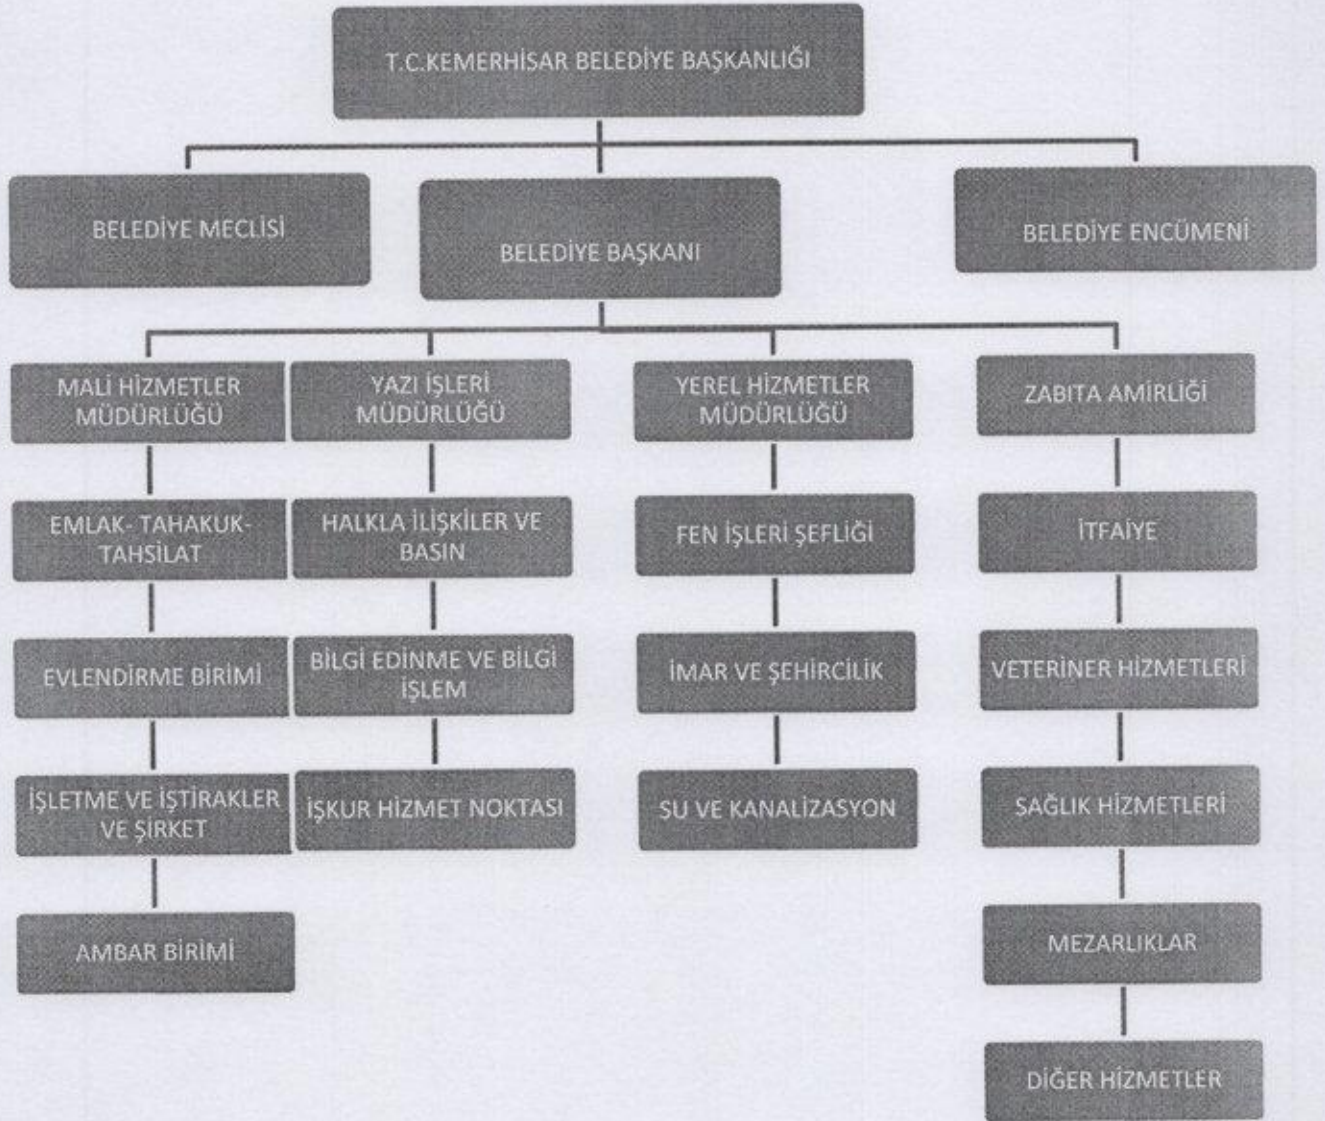 T.C.KEMERHİSAR BELEDİYE BAŞKANLIĞI
BELEDİYE MECLİSİ
BELEDİYE BAŞKANI
BELEDİYE ENCÜMENİ
MALİ HİZMETLER
MÜDÜRLÜĞÜ
YAZI İŞLERİ
MÜDÜRLÜĞÜ
YEREL HİZMETLER
MÜDÜRLÜĞÜ
ZABITA AMİRLİĞİ
EMLAK- TAHAKUK-
TAHSİLAT
HALKLA İLİŞKİLER VE
BASIN
FEN İŞLERİ ŞEFLİĞİ
İTFAİYE
EVLENDİRME BİRİMİ
BİLGİ EDİNME VE BİLGİ
İŞLEM
İMAR VE ŞEHİRCİLİK
VETERİNER HİZMETLERİ
İŞLETME VE İŞTİRAKLER
VE ŞİRKET
İŞKUR HİZMET NOKTASI
SU VE KANALİZASYON
SAĞLIK HİZMETLERİ
AMBAR BİRİMİ
MEZARLIKLAR
DİĞER HİZMETLER